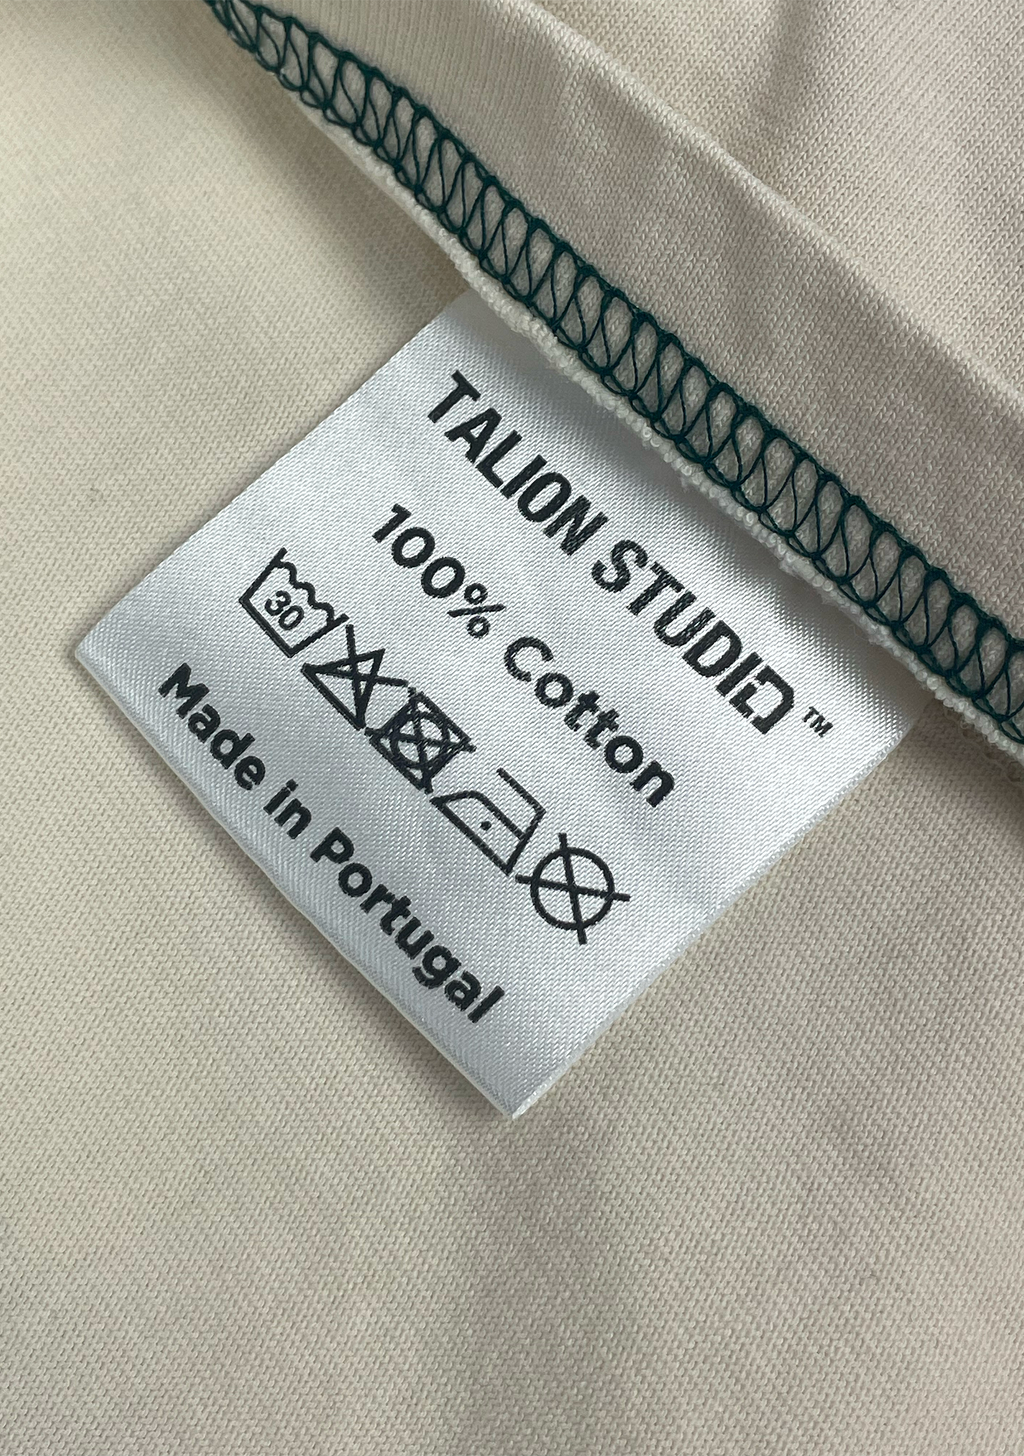 TALION STUDIO™
100% Cotton
30
Made in Portugal